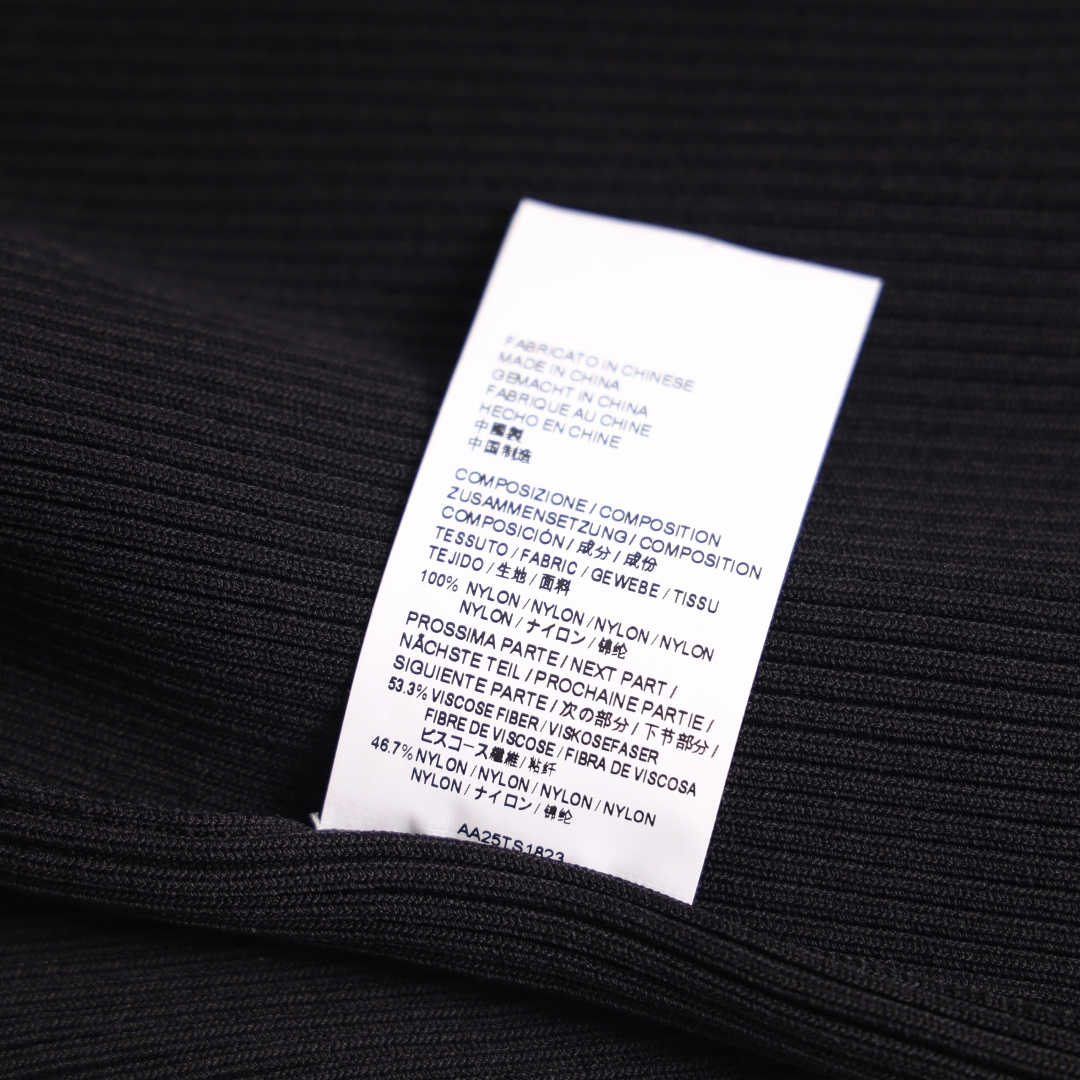 FABRICATO IN CHINESE
MADE IN CHINA
GEMACHT IN CHINA
FABRIQUE AU CHINE
HECHO EN CHINE
中國製
中国制造
COMPOSIZIONE / COMPOSITION
ZUSAMMENSETZUNG / COMPOSITION
COMPOSICIÓN / 成分 / 成份
TESSUTO / FABRIC / GEWEBE / TISSU
TEJIDO / 生地 / 面料
100% NYLON / NYLON / NYLON / NYLON
NYLON / ナイロン / 锦纶
PROSSIMA PARTE / NEXT PART /
NÄCHSTE TEIL / PROCHAINE PARTIE /
SIGUIENTE PARTE / 次の部分 / 下节部分 /
53.3% VISCOSE FIBER / VISKOSEFASER
FIBRE DE VISCOSE / FIBRA DE VISCOSA
ビスコース繊維 / 粘纤
46.7% NYLON / NYLON / NYLON / NYLON
NYLON / ナイロン / 锦纶
AA25TS1823